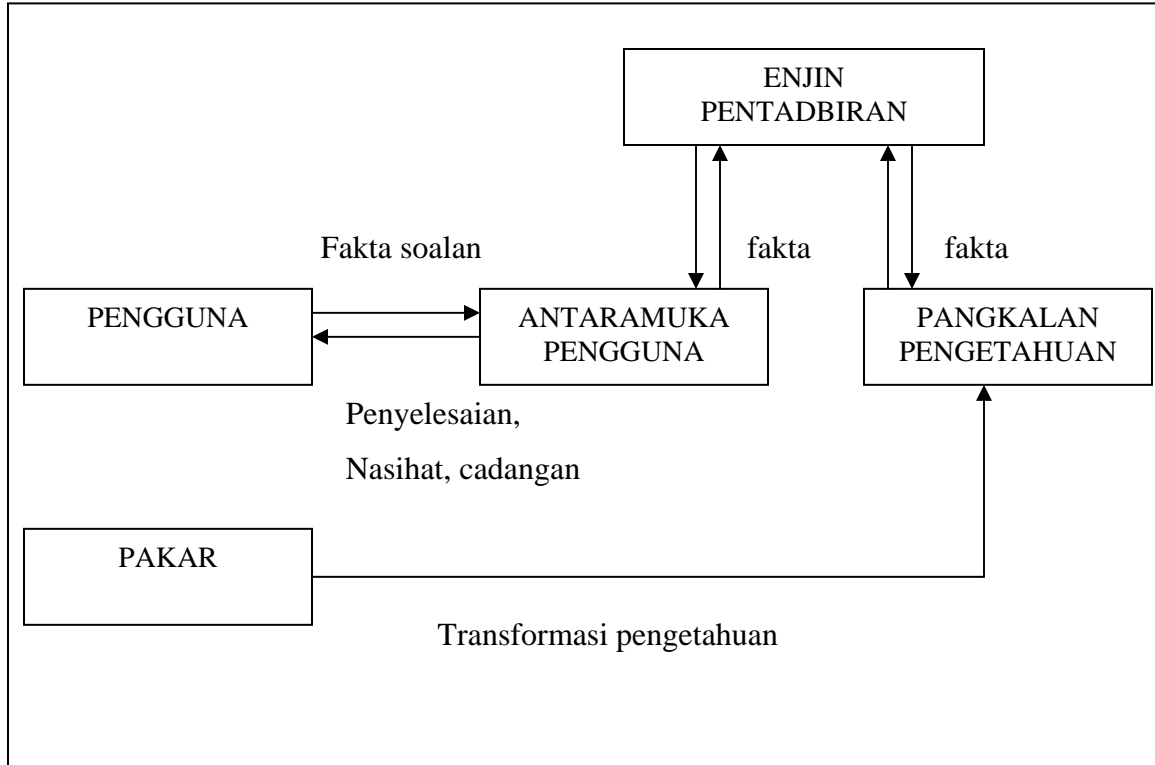 ENJIN
PENTADBIRAN
Fakta soalan
fakta
fakta
PENGGUNA
ANTARAMUKA
PENGGUNA
PANGKALAN
PENGETAHUAN
Penyelesaian,
Nasihat, cadangan
PAKAR
Transformasi pengetahuan